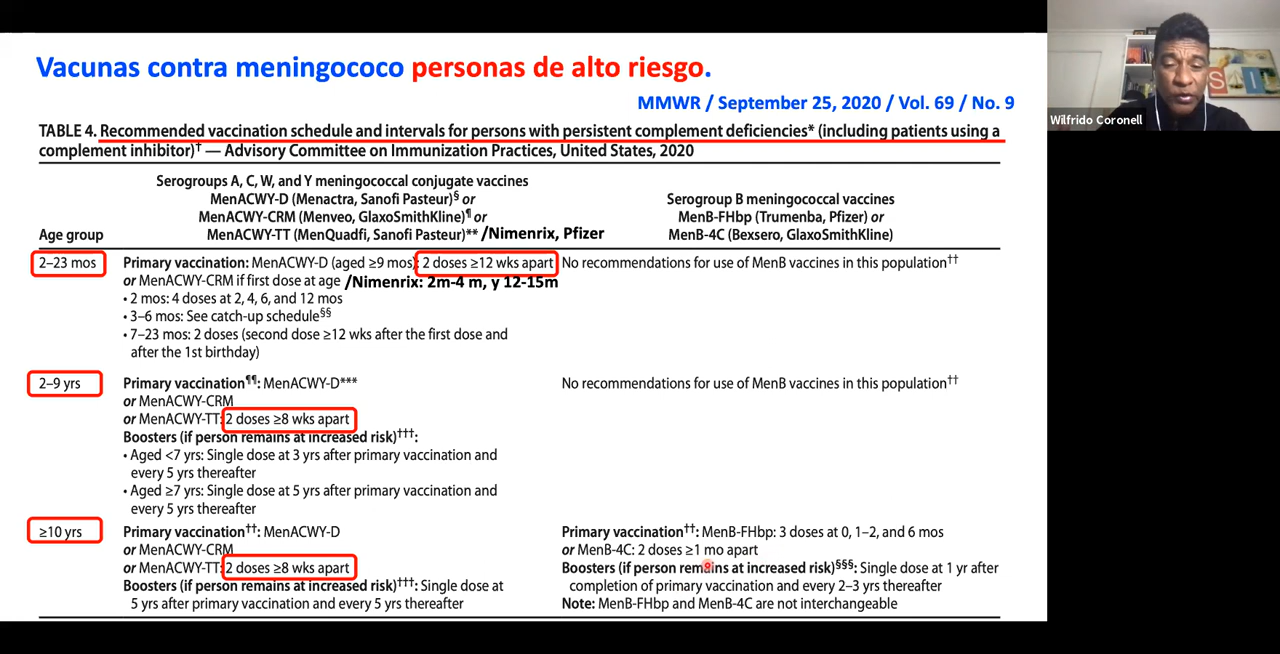 Vacunas contra meningococo personas de alto riesgo.
MMWR / September 25, 2020 / Vol. 69 / No. 9
TABLE 4. Recommended vaccination schedule and intervals for persons with persistent complement deficiencies* (including patients using a
complement inhibitor)† — Advisory Committee on Immunization Practices, United States, 2020
Serogroups A, C, W, and Y meningococcal conjugate vaccines
MenACWY-D (Menactra, Sanofi Pasteur)§ or
MenACWY-CRM (Menveo, GlaxoSmithKline)¶ or
MenACWY-TT (MenQuadfi, Sanofi Pasteur)** /Nimenrix, Pfizer
Serogroup B meningococcal vaccines
MenB-FHbp (Trumenba, Pfizer) or
MenB-4C (Bexsero, GlaxoSmithKline)
Age group
2–23 mos
Primary vaccination: MenACWY-D (aged ≥9 mos): 2 doses ≥12 wks apart
or MenACWY-CRM if first dose at age /Nimenrix: 2m-4 m, y 12-15m
• 2 mos: 4 doses at 2, 4, 6, and 12 mos
• 3–6 mos: See catch-up schedule§§
• 7–23 mos: 2 doses (second dose ≥12 wks after the first dose and
after the 1st birthday)
No recommendations for use of MenB vaccines in this population††
2–9 yrs
Primary vaccination¶¶: MenACWY-D***
or MenACWY-CRM
or MenACWY-TT: 2 doses ≥8 wks apart
Boosters (if person remains at increased risk)†††:
• Aged <7 yrs: Single dose at 3 yrs after primary vaccination and
every 5 yrs thereafter
• Aged ≥7 yrs: Single dose at 5 yrs after primary vaccination and
every 5 yrs thereafter
No recommendations for use of MenB vaccines in this population††
≥10 yrs
Primary vaccination††: MenACWY-D
or MenACWY-CRM
or MenACWY-TT: 2 doses ≥8 wks apart
Boosters (if person remains at increased risk)†††: Single dose at
5 yrs after primary vaccination and every 5 yrs thereafter
Primary vaccination††: MenB-FHbp: 3 doses at 0, 1–2, and 6 mos
or MenB-4C: 2 doses ≥1 mo apart
Boosters (if person remains at increased risk)§§§: Single dose at 1 yr after
completion of primary vaccination and every 2–3 yrs thereafter
Note: MenB-FHbp and MenB-4C are not interchangeable
Wilfrido Coronell